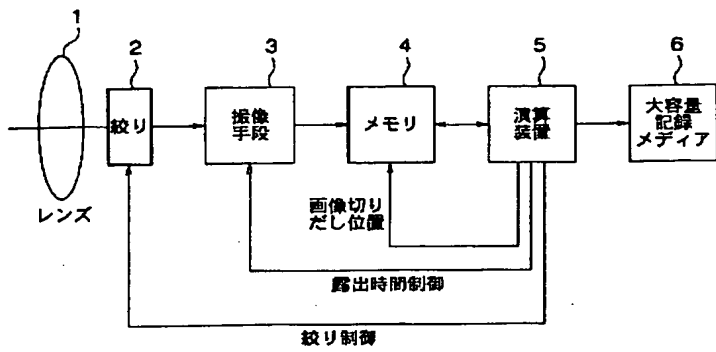 1
2
3
4
5
6
レンズ
絞り
撮像
手段
メモリ
演算
装置
大容量
記録
メディア
画像切り
だし位置
露出時間制御
絞り制御